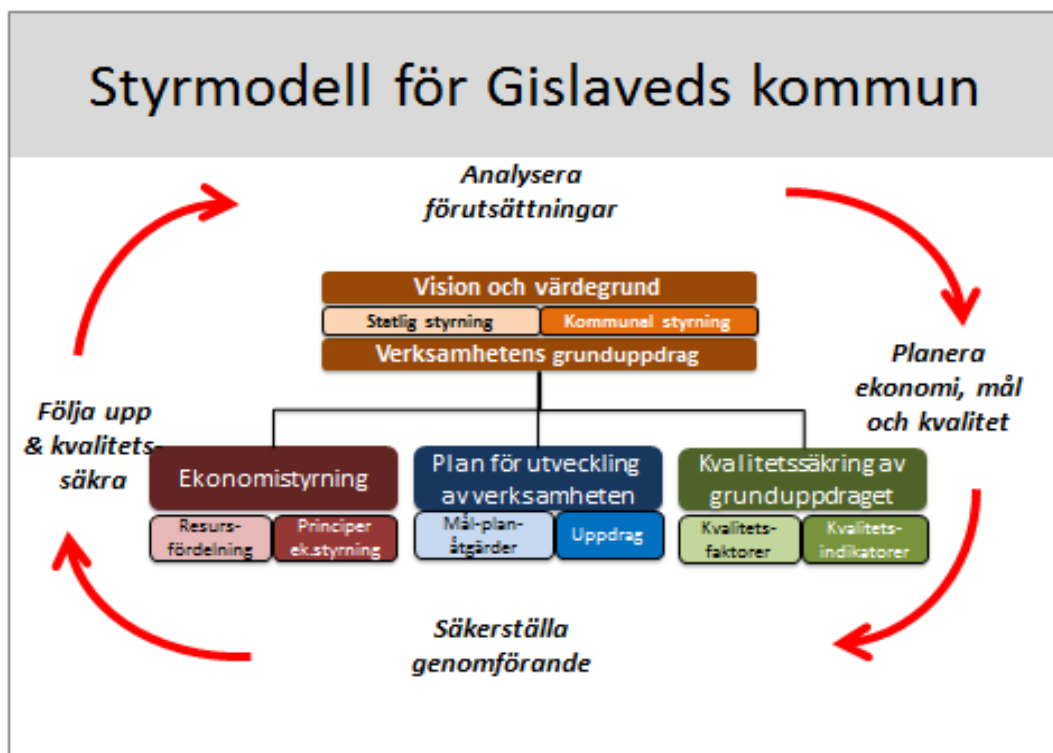 Styrmodell för Gislaveds kommun
Analysera
förutsättningar
Vision och värdegrund
Statlig styrning
Kommunal styrning
Verksamhetens grunduppdrag
Planera
ekonomi, mål
och kvalitet
Följa upp
& kvalitets-
säkra
Ekonomistyrning
Resurs-
fördelning
Principer
ek.styrning
Plan för utveckling
av verksamheten
Mål-plan-
åtgärder
Uppdrag
Kvalitetssäkring av
grunduppdraget
Kvalitets-
faktorer
Kvalitets-
indikatorer
Säkerställa
genomförande